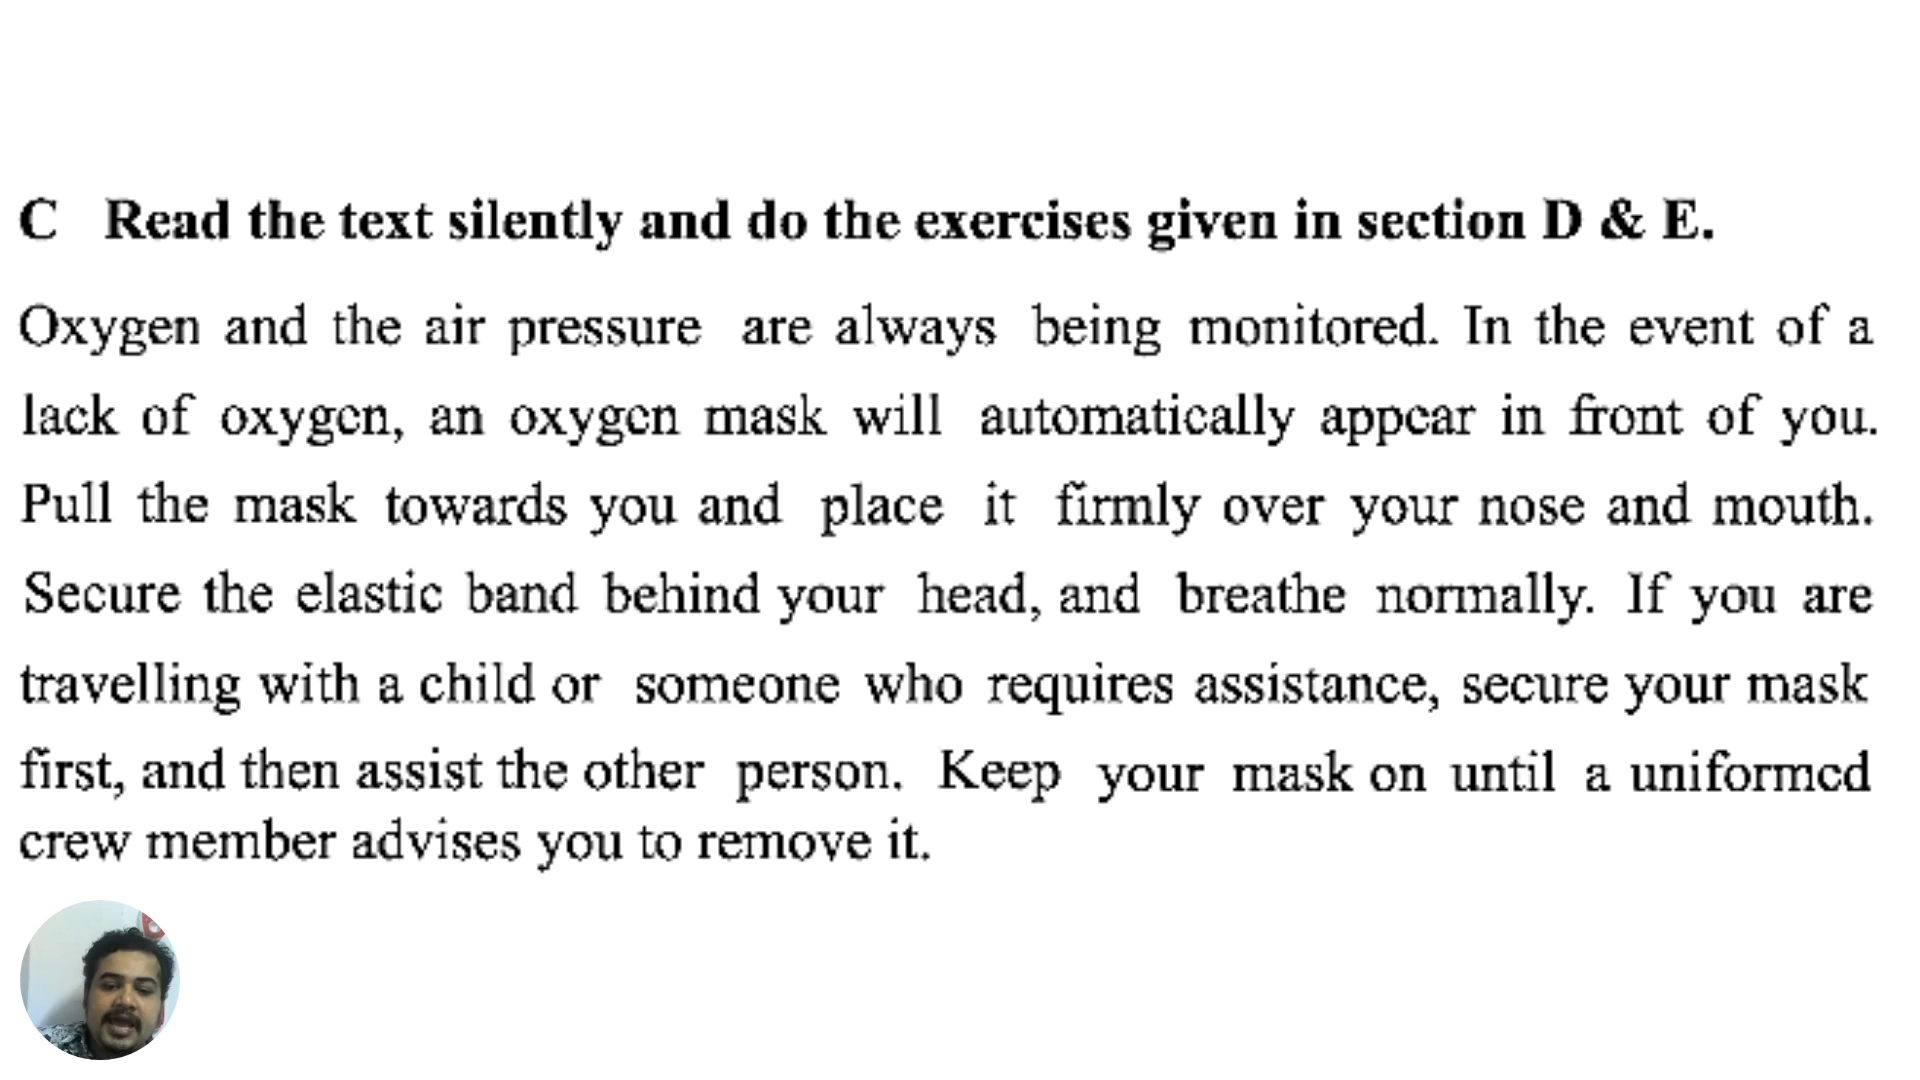 C Read the text silently and do the exercises given in section D & E.
Oxygen and the air pressure are always being monitored. In the event of a
lack of oxygen, an oxygen mask will automatically appear in front of you.
Pull the mask towards you and place it firmly over your nose and mouth.
Secure the elastic band behind your head, and breathe normally. If you are
travelling with a child or someone who requires assistance, secure your mask
first, and then assist the other person. Keep your mask on until a uniformed
crew member advises you to remove it.